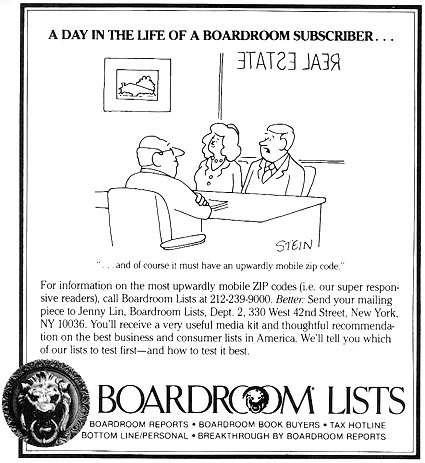 A DAY IN THE LIFE OF A BOARDROOM SUBSCRIBER...
REAL ESTATE
STEIN
"...and of course it must have an upwardly mobile zip code."
For information on the most upwardly mobile ZIP codes (i.e. our super respon-
sive readers), call Boardroom Lists at 212-239-9000. Better: Send your mailing
piece to Jenny Lin, Boardroom Lists, Dept. 2, 330 West 42nd Street, New York,
NY 10036. You'll receive a very useful media kit and thoughtful recommenda-
tion on the best business and consumer lists in America. We'll tell you which
of our lists to test first—and how to test it best.
BOARDROOM LISTS
BOARDROOM REPORTS • BOARDROOM BOOK BUYERS • TAX HOTLINE
BOTTOM LINE/PERSONAL • BREAKTHROUGH BY BOARDROOM REPORTS